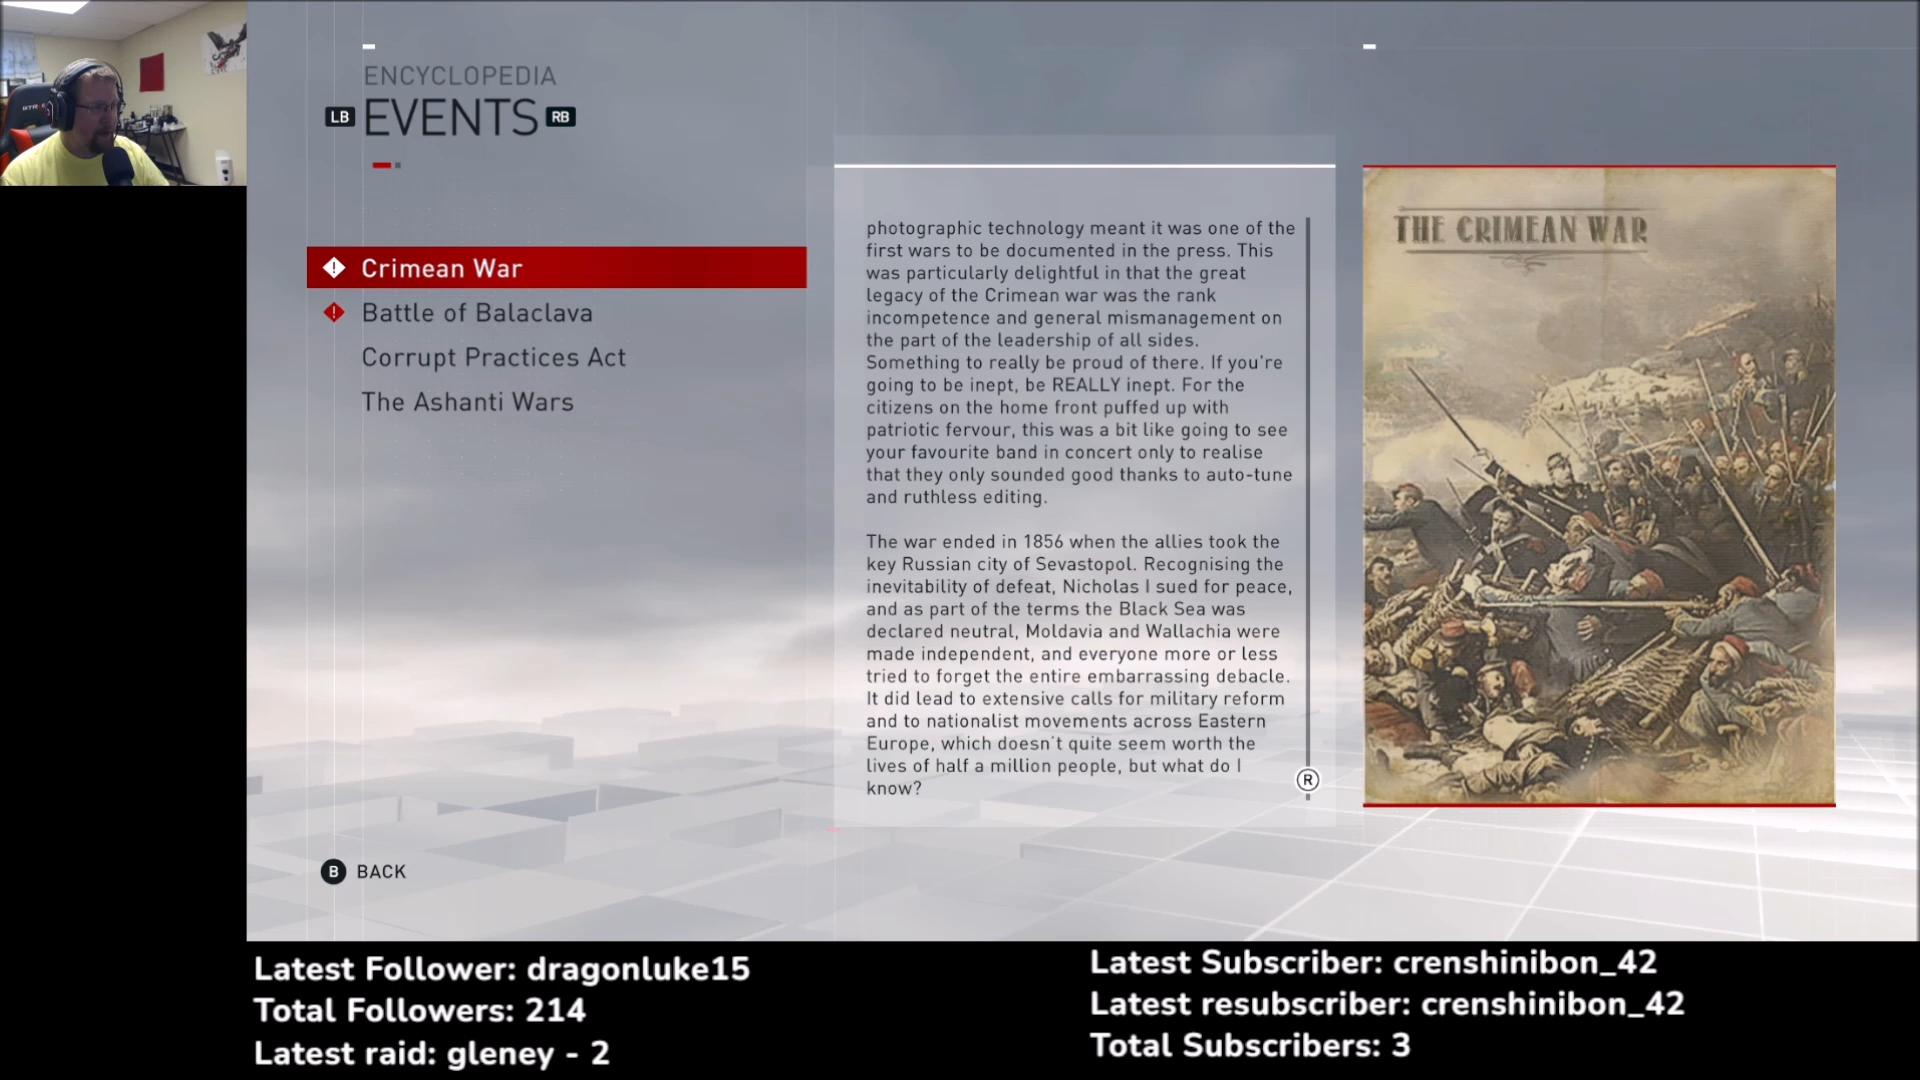 ENCYCLOPEDIA
LB EVENTS RB
Crimean War
Battle of Balaclava
Corrupt Practices Act
The Ashanti Wars
photographic technology meant it was one of the
first wars to be documented in the press. This
was particularly delightful in that the great
legacy of the Crimean war was the rank
incompetence and general mismanagement on
the part of the leadership of all sides.
Something to really be proud of there. If you're
going to be inept, be REALLY inept. For the
citizens on the home front puffed up with
patriotic fervour, this was a bit like going to see
your favourite band in concert only to realise
that they only sounded good thanks to auto-tune
and ruthless editing.
The war ended in 1856 when the allies took the
key Russian city of Sevastopol. Recognising the
inevitability of defeat, Nicholas I sued for peace,
and as part of the terms the Black Sea was
declared neutral, Moldavia and Wallachia were
made independent, and everyone more or less
tried to forget the entire embarrassing debacle.
It did lead to extensive calls for military reform
and to nationalist movements across Eastern
Europe, which doesn't quite seem worth the
lives of half a million people, but what do I
know?
R
THE CRIMEAN WAR
B BACK
Latest Follower: dragonluke15
Total Followers: 214
Latest raid: gleney - 2
Latest Subscriber: crenshinibon_42
Latest resubscriber: crenshinibon_42
Total Subscribers: 3